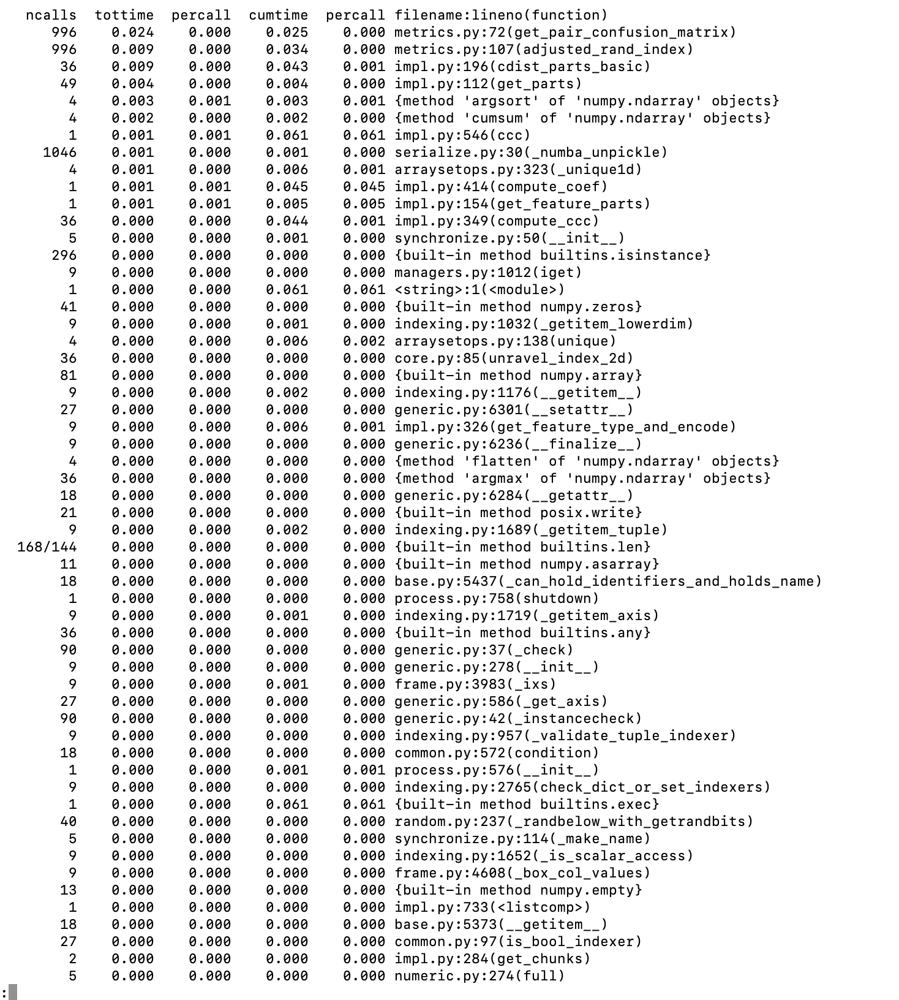 ncalls  tottime  percall  cumtime  percall filename:lineno(function)
996    0.024    0.000    0.025    0.000 metrics.py:72(get_pair_confusion_matrix)
996    0.009    0.000    0.034    0.000 metrics.py:107(adjusted_rand_index)
36    0.009    0.000    0.043    0.001 impl.py:196(cdist_parts_basic)
49    0.004    0.000    0.004    0.000 impl.py:112(get_parts)
4    0.003    0.001    0.003    0.001 {method 'argsort' of 'numpy.ndarray' objects}
4    0.002    0.000    0.002    0.000 {method 'cumsum' of 'numpy.ndarray' objects}
1    0.001    0.001    0.061    0.061 impl.py:546(ccc)
1046    0.001    0.000    0.001    0.000 serialize.py:30(_numba_unpickle)
4    0.001    0.000    0.006    0.001 arraysetops.py:323(_unique1d)
1    0.001    0.001    0.045    0.045 impl.py:414(compute_coef)
1    0.001    0.001    0.005    0.005 impl.py:154(get_feature_parts)
36    0.000    0.000    0.044    0.001 impl.py:349(compute_ccc)
5    0.000    0.000    0.001    0.000 synchronize.py:50(__init__)
296    0.000    0.000    0.000    0.000 {built-in method builtins.isinstance}
9    0.000    0.000    0.000    0.000 managers.py:1012(iget)
1    0.000    0.000    0.061    0.061 <string>:1(<module>)
41    0.000    0.000    0.000    0.000 {built-in method numpy.zeros}
9    0.000    0.000    0.001    0.000 indexing.py:1032(_getitem_lowerdim)
4    0.000    0.000    0.006    0.002 arraysetops.py:138(unique)
36    0.000    0.000    0.000    0.000 core.py:85(unravel_index_2d)
81    0.000    0.000    0.000    0.000 {built-in method numpy.array}
9    0.000    0.000    0.002    0.000 indexing.py:1176(__getitem__)
27    0.000    0.000    0.000    0.000 generic.py:6301(__setattr__)
9    0.000    0.000    0.006    0.001 impl.py:326(get_feature_type_and_encode)
9    0.000    0.000    0.000    0.000 generic.py:6236(__finalize__)
4    0.000    0.000    0.000    0.000 {method 'flatten' of 'numpy.ndarray' objects}
36    0.000    0.000    0.000    0.000 {method 'argmax' of 'numpy.ndarray' objects}
18    0.000    0.000    0.000    0.000 generic.py:6284(__getattr__)
21    0.000    0.000    0.000    0.000 {built-in method posix.write}
9    0.000    0.000    0.002    0.000 indexing.py:1689(_getitem_tuple)
168/144    0.000    0.000    0.000    0.000 {built-in method builtins.len}
11    0.000    0.000    0.000    0.000 {built-in method numpy.asarray}
18    0.000    0.000    0.000    0.000 base.py:5437(_can_hold_identifiers_and_holds_name)
1    0.000    0.000    0.000    0.000 process.py:758(shutdown)
9    0.000    0.000    0.001    0.000 indexing.py:1719(_getitem_axis)
36    0.000    0.000    0.000    0.000 {built-in method builtins.any}
90    0.000    0.000    0.000    0.000 generic.py:37(_check)
9    0.000    0.000    0.000    0.000 generic.py:278(__init__)
9    0.000    0.000    0.001    0.000 frame.py:3983(_ixs)
27    0.000    0.000    0.000    0.000 generic.py:586(_get_axis)
90    0.000    0.000    0.000    0.000 generic.py:42(_instancecheck)
9    0.000    0.000    0.000    0.000 indexing.py:957(_validate_tuple_indexer)
18    0.000    0.000    0.000    0.000 common.py:572(condition)
1    0.000    0.000    0.001    0.001 process.py:576(__init__)
9    0.000    0.000    0.000    0.000 indexing.py:2765(check_dict_or_set_indexers)
1    0.000    0.000    0.061    0.061 {built-in method builtins.exec}
40    0.000    0.000    0.000    0.000 random.py:237(_randbelow_with_getrandbits)
5    0.000    0.000    0.000    0.000 synchronize.py:114(_make_name)
9    0.000    0.000    0.000    0.000 indexing.py:1652(_is_scalar_access)
9    0.000    0.000    0.000    0.000 frame.py:4608(_box_col_values)
13    0.000    0.000    0.000    0.000 {built-in method numpy.empty}
1    0.000    0.000    0.000    0.000 impl.py:733(<listcomp>)
18    0.000    0.000    0.000    0.000 base.py:5373(__getitem__)
27    0.000    0.000    0.000    0.000 common.py:97(is_bool_indexer)
2    0.000    0.000    0.000    0.000 impl.py:284(get_chunks)
5    0.000    0.000    0.000    0.000 numeric.py:274(full)
: